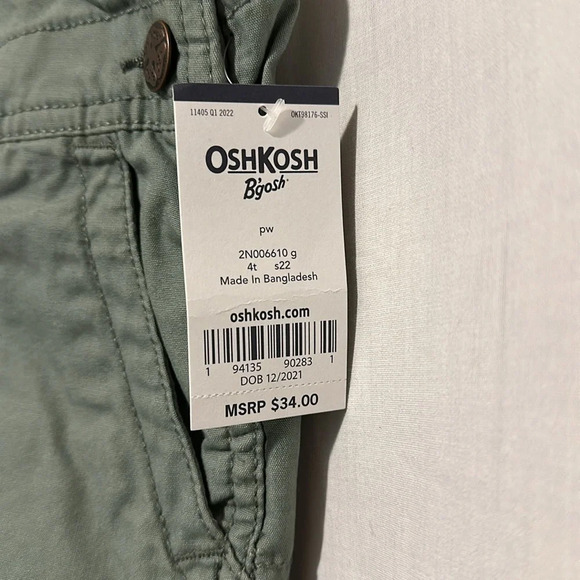 11405 Q1 2022 OKT98176-SSI
OSHKOSH
B'gosh
pw
2N006610 g
4t s22
Made In Bangladesh
oshkosh.com
1 94135 90283 1
DOB 12/2021
MSRP $34.00